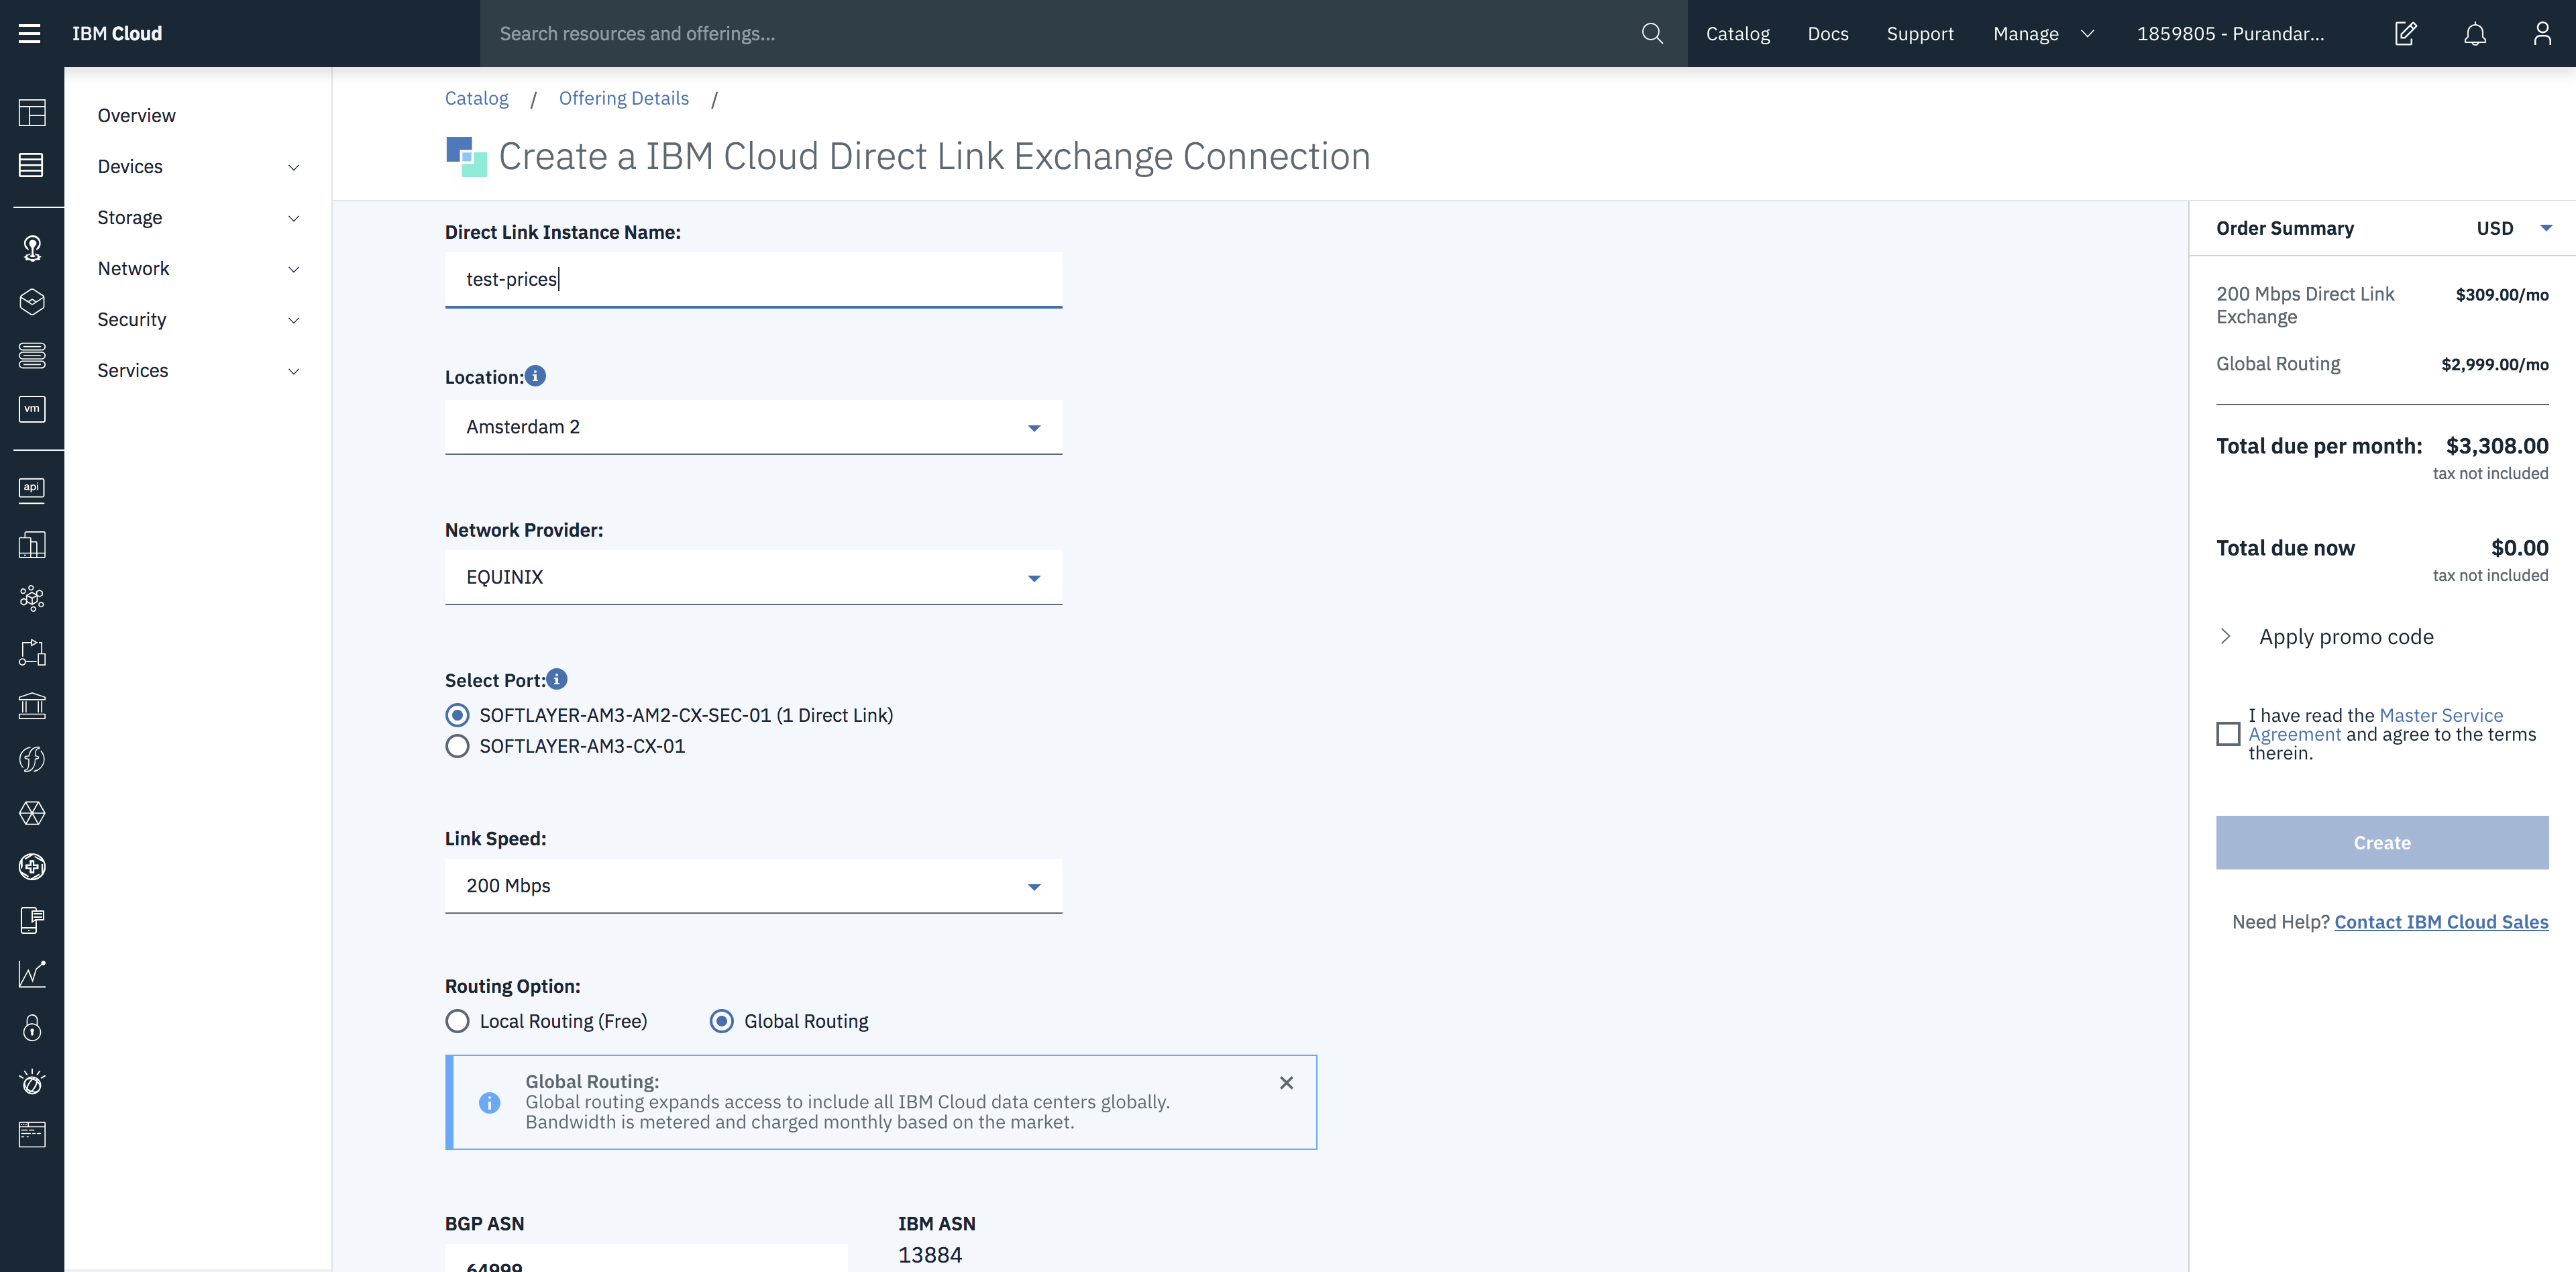 IBM Cloud
Search resources and offerings...
Catalog
Docs
Support
Manage
1859805 - Purandar...
vm
api
Overview
Devices
Storage
Network
Security
Services
Catalog / Offering Details /
Create a IBM Cloud Direct Link Exchange Connection
Direct Link Instance Name:
test-prices
Location:
Amsterdam 2
Network Provider:
EQUINIX
Select Port:
SOFTLAYER-AM3-AM2-CX-SEC-01 (1 Direct Link)
SOFTLAYER-AM3-CX-01
Link Speed:
200 Mbps
Routing Option:
Local Routing (Free)
Global Routing
Global Routing:
Global routing expands access to include all IBM Cloud data centers globally.
Bandwidth is metered and charged monthly based on the market.
BGP ASN
64999
IBM ASN
13884
Order Summary
USD
200 Mbps Direct Link
Exchange
$309.00/mo
Global Routing
$2,999.00/mo
Total due per month: $3,308.00
tax not included
Total due now $0.00
tax not included
Apply promo code
I have read the Master Service
Agreement and agree to the terms
therein.
Create
Need Help? Contact IBM Cloud Sales